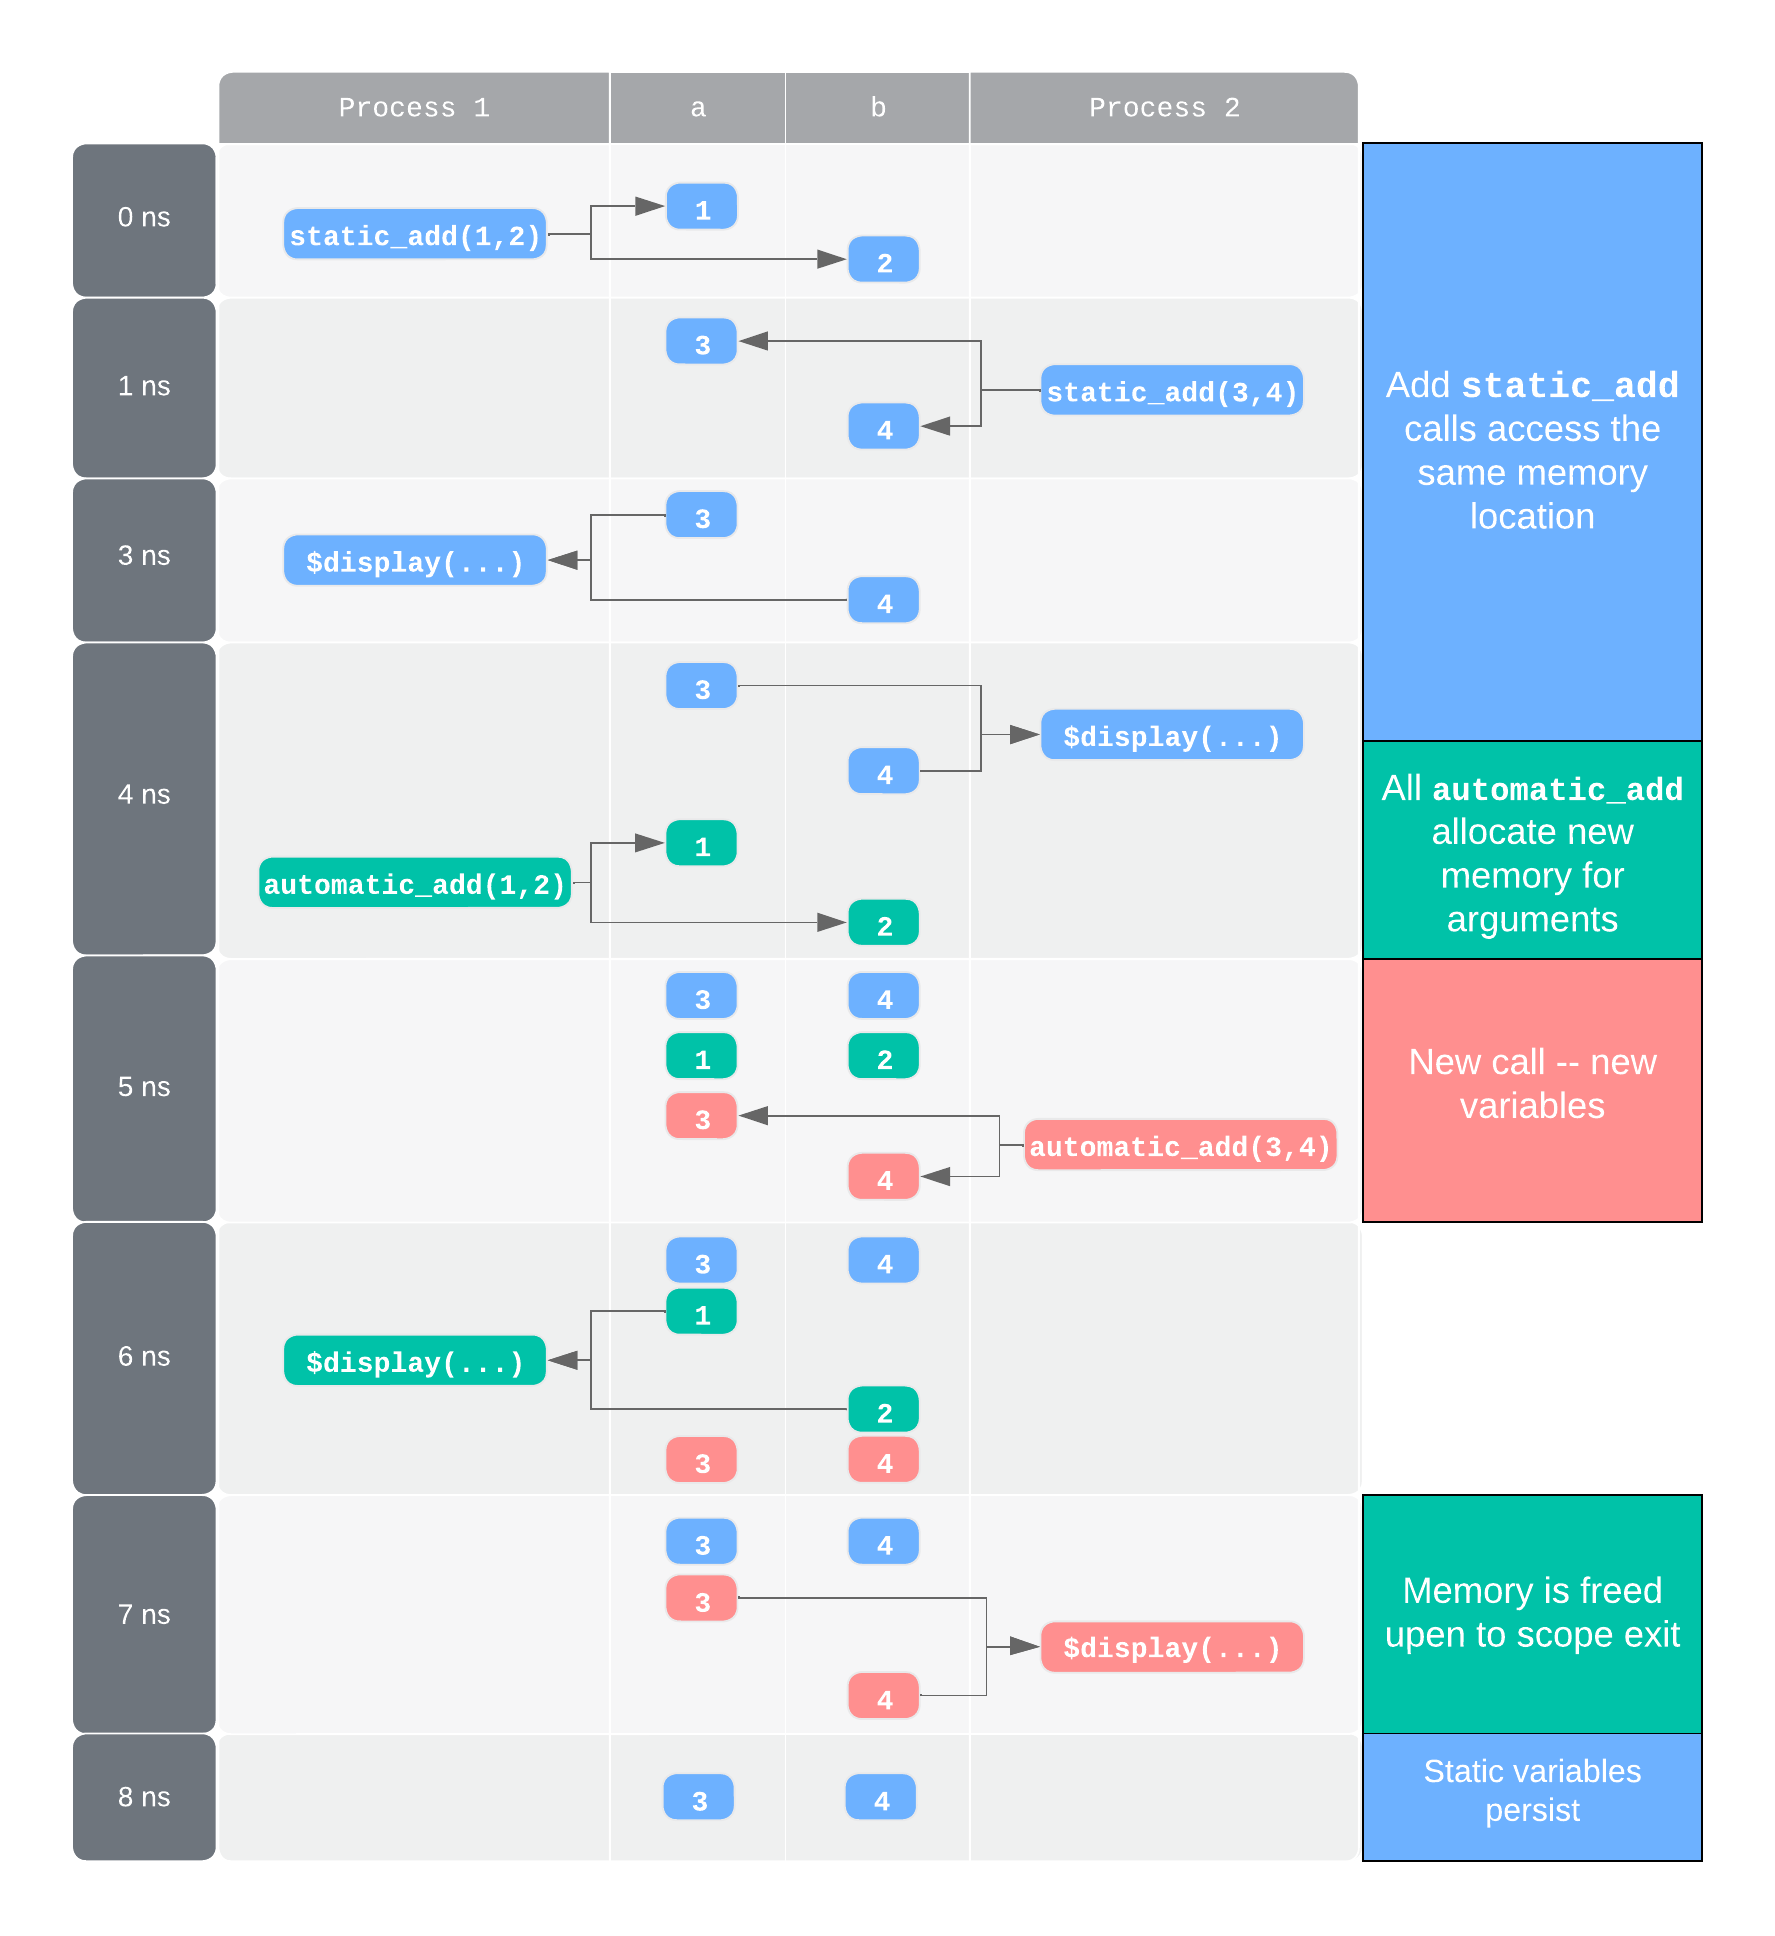 Process 1
a
b
Process 2
0 ns
static_add(1,2)
1
2
1 ns
3
static_add(3,4)
4
Add static_add
calls access the
same memory
location
3 ns
3
$display(...)
4
4 ns
3
$display(...)
4
1
automatic_add(1,2)
2
All automatic_add
allocate new
memory for
arguments
5 ns
3
4
1
2
3
automatic_add(3,4)
4
New call -- new
variables
6 ns
3
4
1
$display(...)
2
3
4
7 ns
3
4
3
$display(...)
4
Memory is freed
upen to scope exit
8 ns
3
4
Static variables
persist